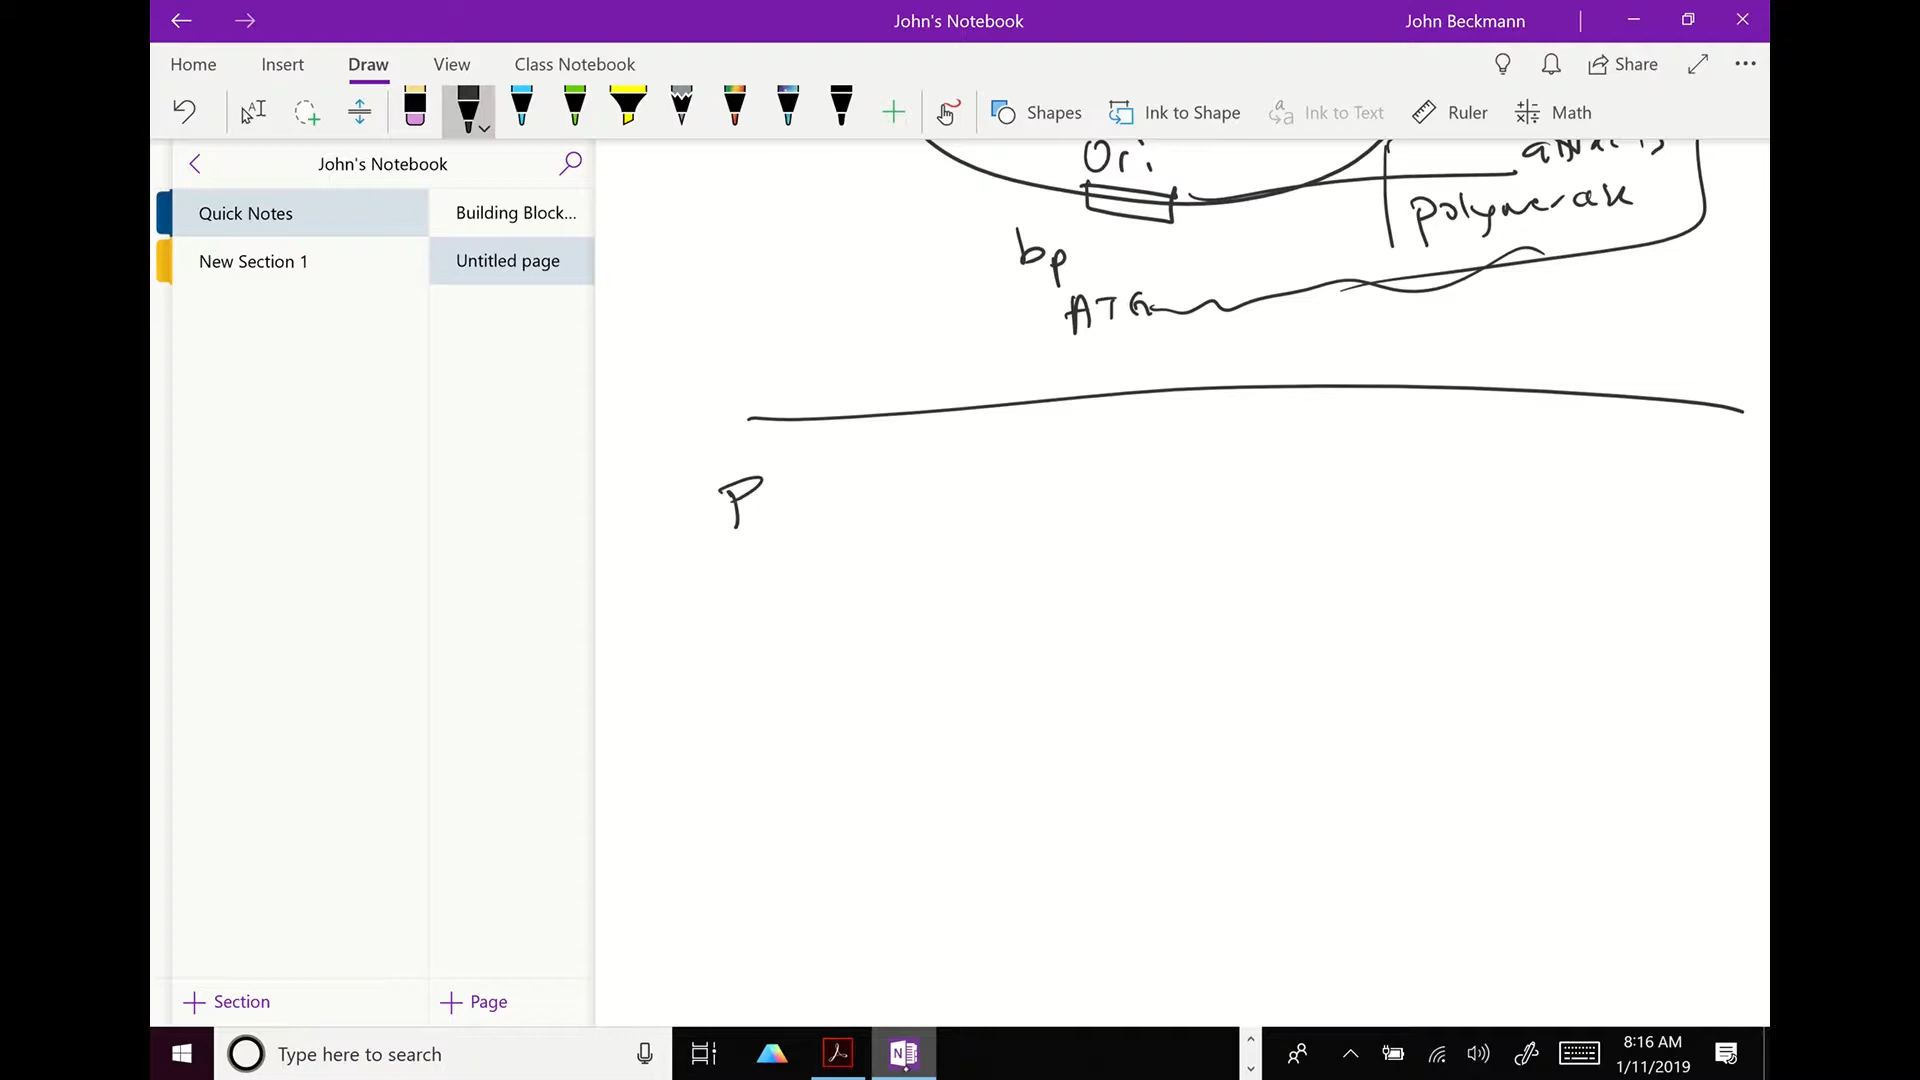 John's Notebook
John Beckmann
Home Insert Draw View Class Notebook
Share
Shapes Ink to Shape Ink to Text Ruler Math
John's Notebook
Quick Notes
New Section 1
Building Block...
Untitled page
Ori
polymerase
bp
ATG
P
Section
Page
Type here to search
8:16 AM
1/11/2019